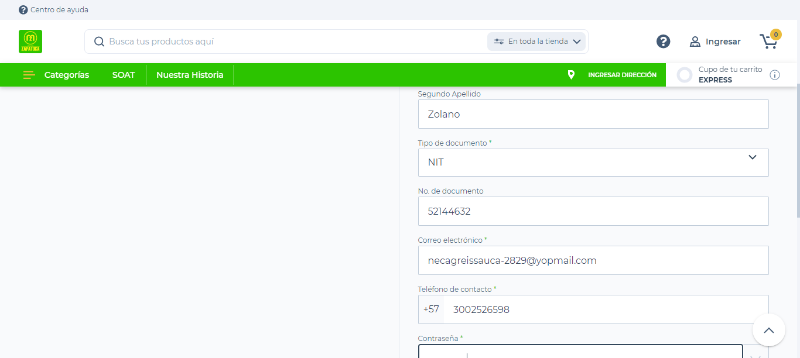 Centro de ayuda
Busca tus productos aquí
En toda la tienda
Ingresar
0
Categorías
SOAT
Nuestra Historia
INGRESAR DIRECCIÓN
Cupo de tu carrito
EXPRESS
Segundo Apellido
Zolano
Tipo de documento *
NIT
No. de documento
52144632
Correo electrónico *
necagreissauca-2829@yopmail.com
Teléfono de contacto *
+57 3002526598
Contraseña *